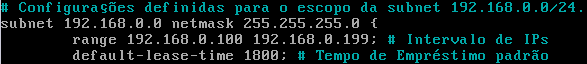 # Configurações definidas para o escopo da subnet 192.168.0.0/24.
subnet 192.168.0.0 netmask 255.255.255.0 {
range 192.168.0.100 192.168.0.199; # Intervalo de IPs
default-lease-time 1800; # Tempo de Empréstimo padrão